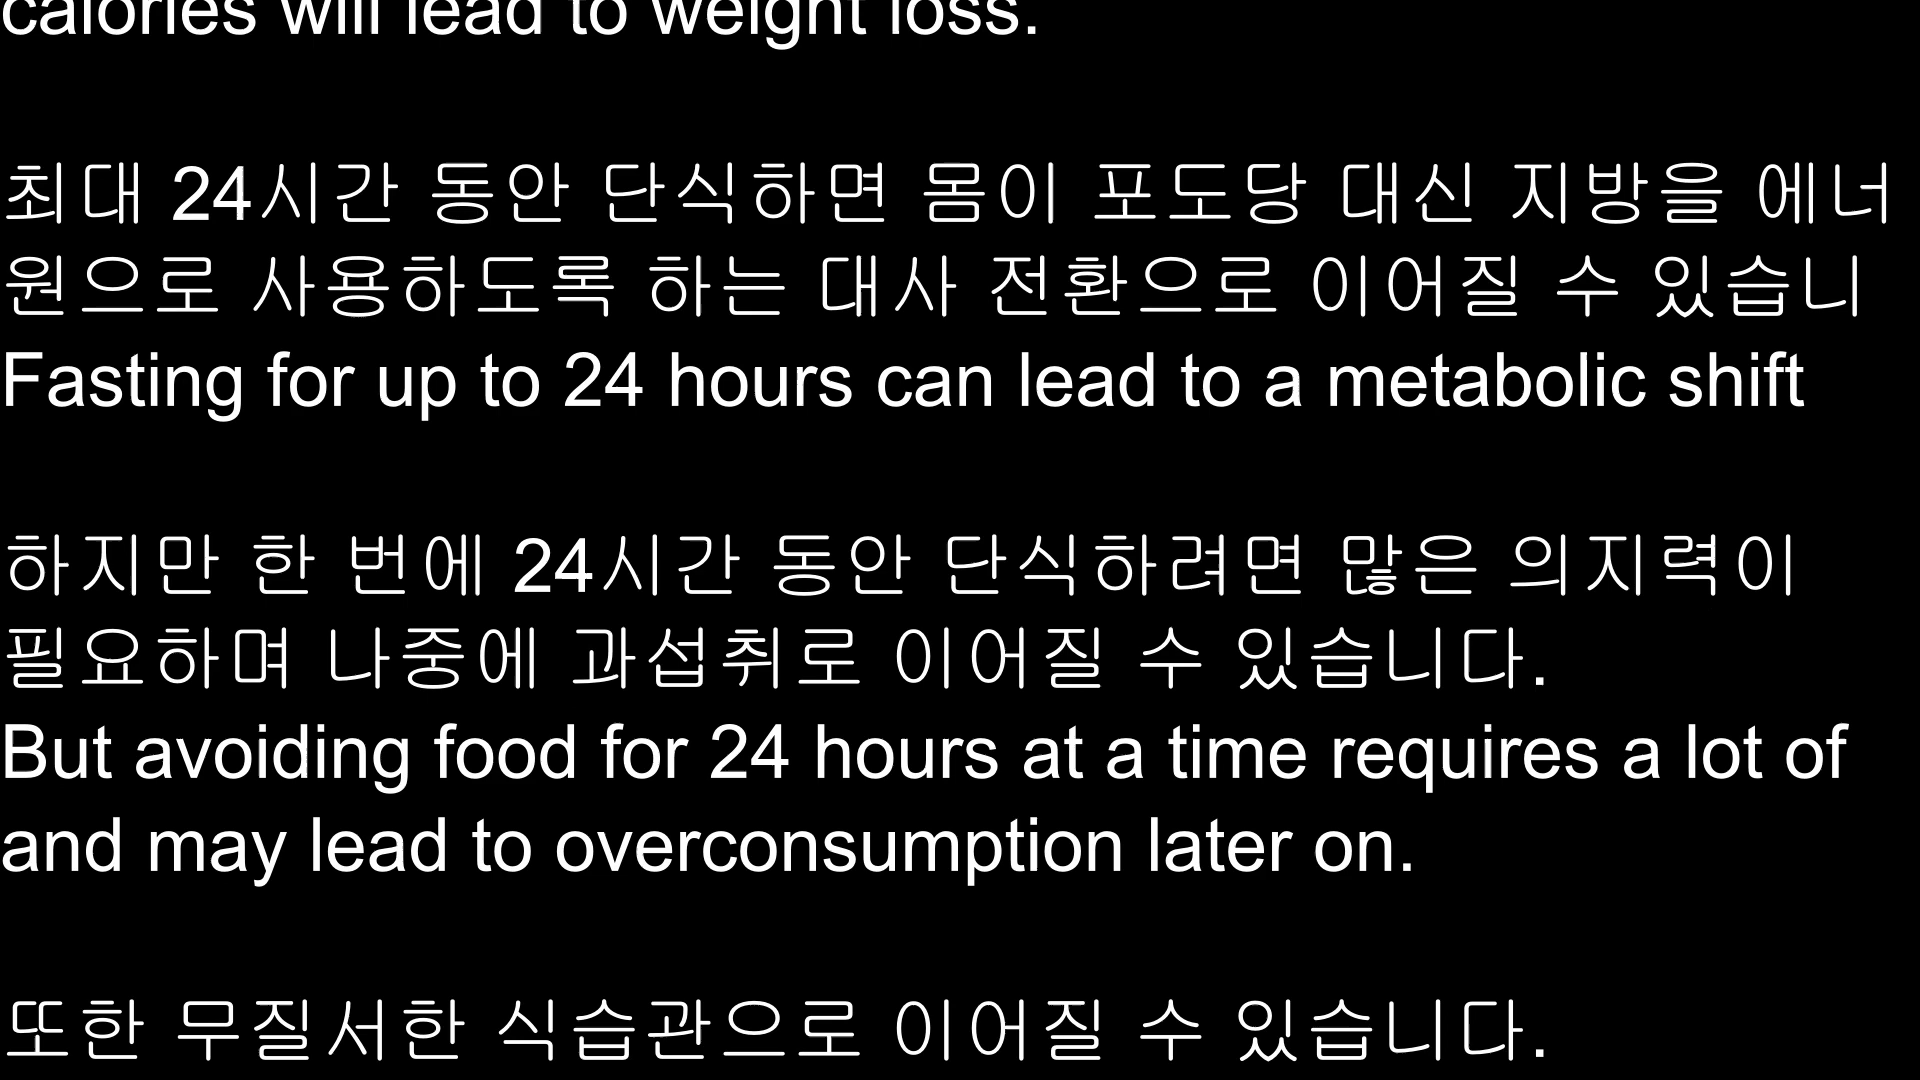 calories will lead to weight loss.
최대 24시간 동안 단식하면 몸이 포도당 대신 지방을 에너
원으로 사용하도록 하는 대사 전환으로 이어질 수 있습니
Fasting for up to 24 hours can lead to a metabolic shift
하지만 한 번에 24시간 동안 단식하려면 많은 의지력이
필요하며 나중에 과섭취로 이어질 수 있습니다.
But avoiding food for 24 hours at a time requires a lot of
and may lead to overconsumption later on.
또한 무질서한 식습관으로 이어질 수 있습니다.